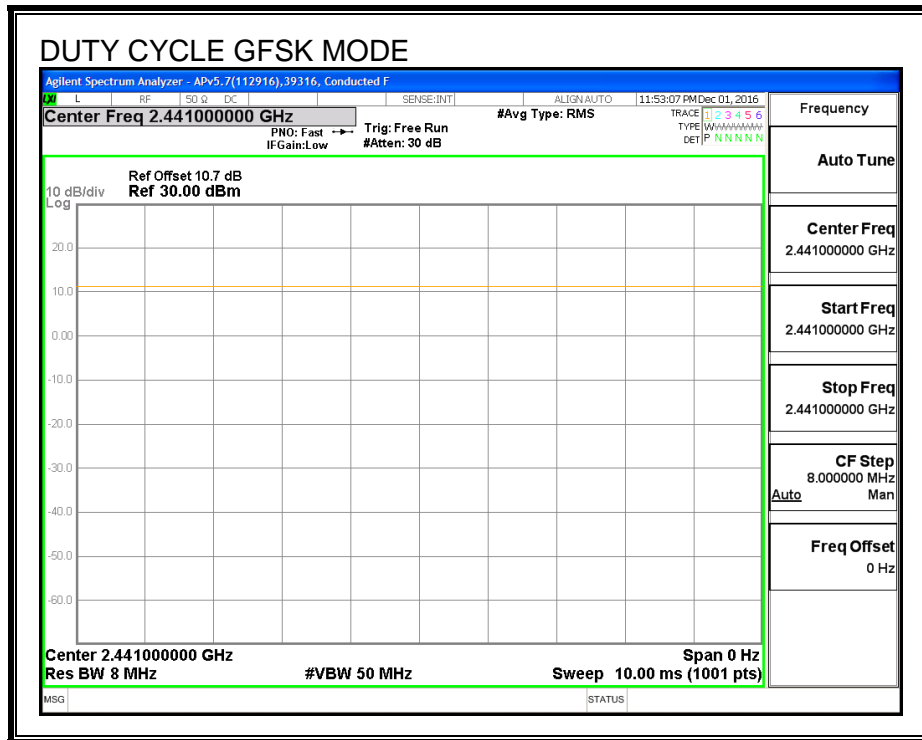 DUTY CYCLE GFSK MODE
Agilent Spectrum Analyzer - APv5.7(112916),39316, Conducted F
LXI L RF 50 Ω DC SENSE:INT ALIGN AUTO 11:53:07 PM Dec 01, 2016
Center Freq 2.441000000 GHz
#Avg Type: RMS
TRACE 1 2 3 4 5 6
PNO: Fast
Trig: Free Run
TYPE WWWWWW
IFGain:Low
#Atten: 30 dB
DET P N N N N N
Ref Offset 10.7 dB
10 dB/div Ref 30.00 dBm
Log
20.0
10.0
0.00
-10.0
-20.0
-30.0
-40.0
-50.0
-60.0
Center 2.441000000 GHz Span 0 Hz
Res BW 8 MHz #VBW 50 MHz Sweep 10.00 ms (1001 pts)
MSG STATUS
Frequency
Auto Tune
Center Freq
2.441000000 GHz
Start Freq
2.441000000 GHz
Stop Freq
2.441000000 GHz
CF Step
8.000000 MHz
Auto Man
Freq Offset
0 Hz